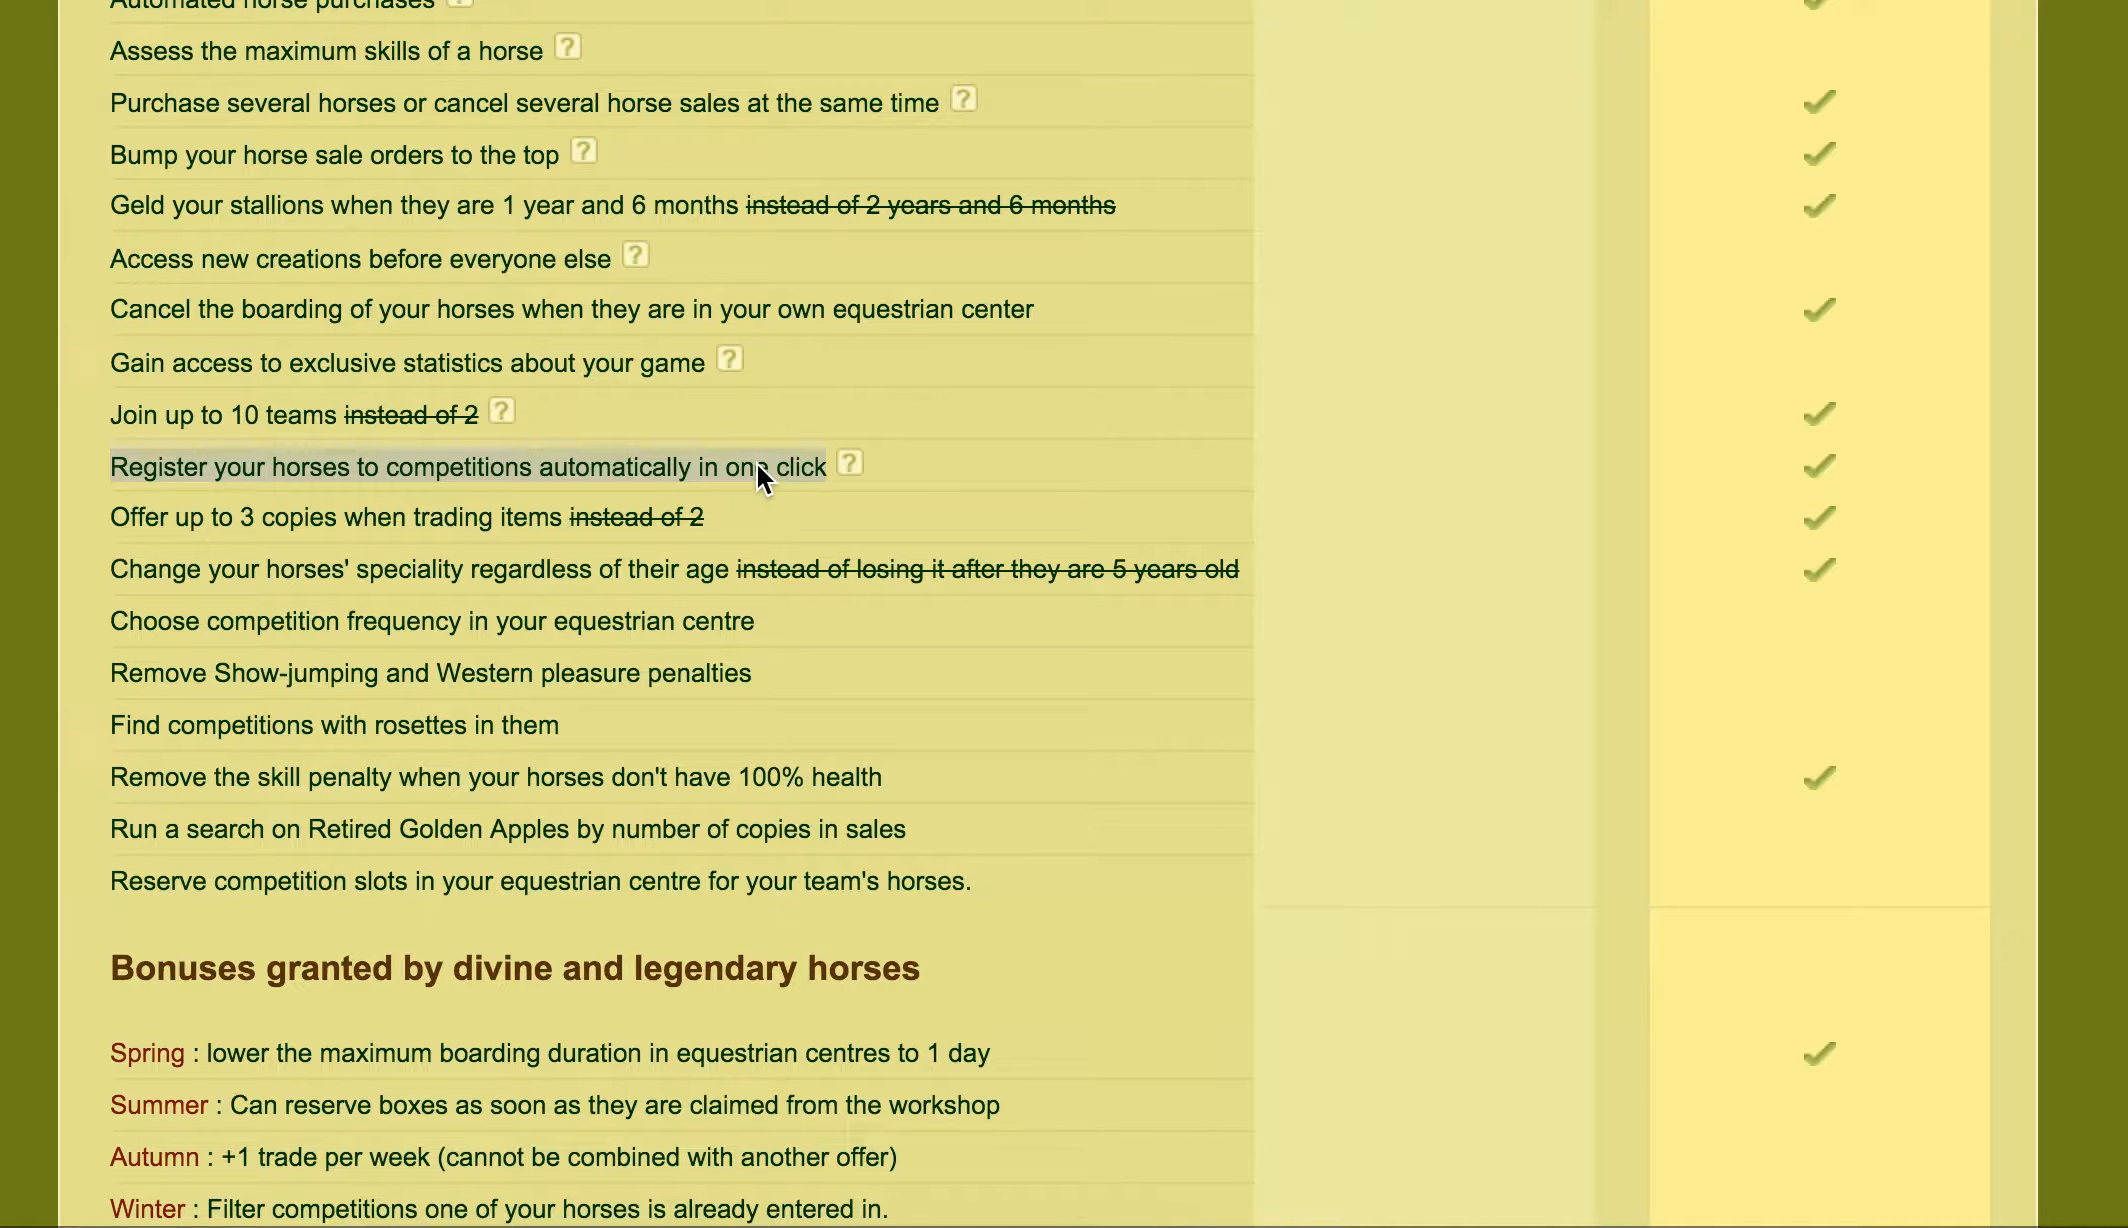 Automated horse purchases ?
Assess the maximum skills of a horse ?
Purchase several horses or cancel several horse sales at the same time ?
Bump your horse sale orders to the top ?
Geld your stallions when they are 1 year and 6 months instead of 2 years and 6 months
Access new creations before everyone else ?
Cancel the boarding of your horses when they are in your own equestrian center
Gain access to exclusive statistics about your game ?
Join up to 10 teams instead of 2 ?
Register your horses to competitions automatically in one click ?
Offer up to 3 copies when trading items instead of 2
Change your horses' speciality regardless of their age instead of losing it after they are 5 years old
Choose competition frequency in your equestrian centre
Remove Show-jumping and Western pleasure penalties
Find competitions with rosettes in them
Remove the skill penalty when your horses don't have 100% health
Run a search on Retired Golden Apples by number of copies in sales
Reserve competition slots in your equestrian centre for your team's horses.
Bonuses granted by divine and legendary horses
Spring : lower the maximum boarding duration in equestrian centres to 1 day
Summer : Can reserve boxes as soon as they are claimed from the workshop
Autumn : +1 trade per week (cannot be combined with another offer)
Winter : Filter competitions one of your horses is already entered in.